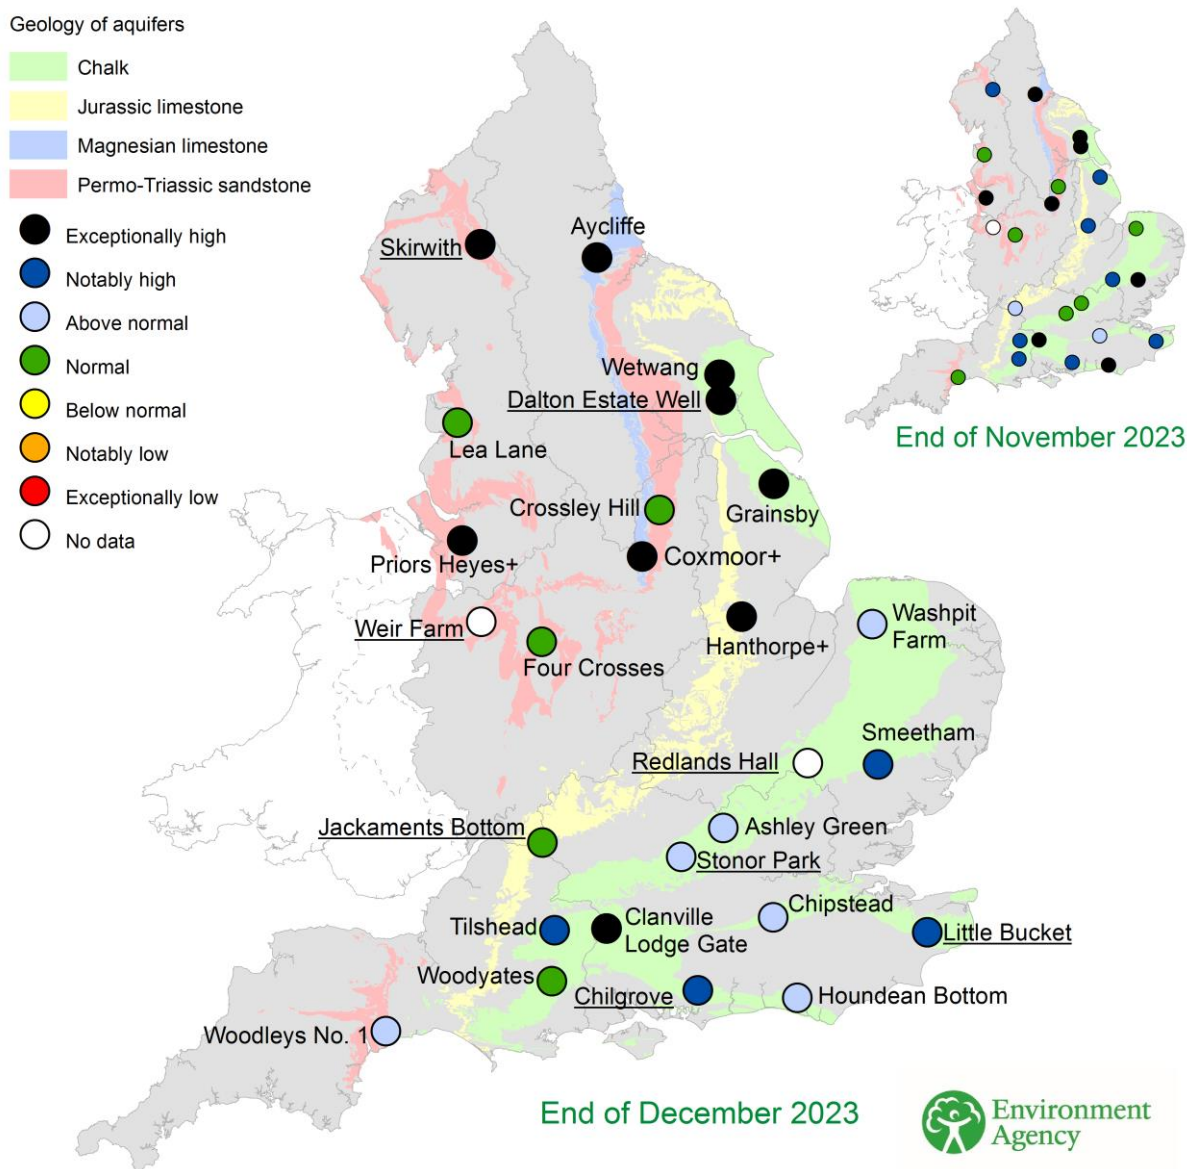 Geology of aquifers
Chalk
Jurassic limestone
Magnesian limestone
Permo-Triassic sandstone
Exceptionally high
Notably high
Above normal
Normal
Below normal
Notably low
Exceptionally low
No data
End of November 2023
Skirwith
Aycliffe
Wetwang
Dalton Estate Well
Lea Lane
Crossley Hill
Grainsby
Priors Heyes+
Coxmoor+
Weir Farm
Four Crosses
Hanthorpe+
Washpit
Farm
Smeetham
Redlands Hall
Jackaments Bottom
Ashley Green
Stonor Park
Chipstead
Tilshead
Clanville
Lodge Gate
Little Bucket
Woodyates
Chilgrove
Houndean Bottom
Woodleys No. 1
End of December 2023
Environment
Agency